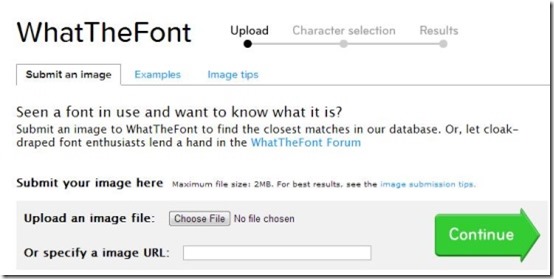 WhatTheFont
Upload Character selection Results
Submit an image Examples Image tips
Seen a font in use and want to know what it is?
Submit an image to WhatTheFont to find the closest matches in our database. Or, let cloak-
draped font enthusiasts lend a hand in the WhatTheFont Forum
Submit your image here Maximum file size: 2MB. For best results, see the image submission tips.
Upload an image file: Choose File No file chosen
Continue
Or specify a image URL: